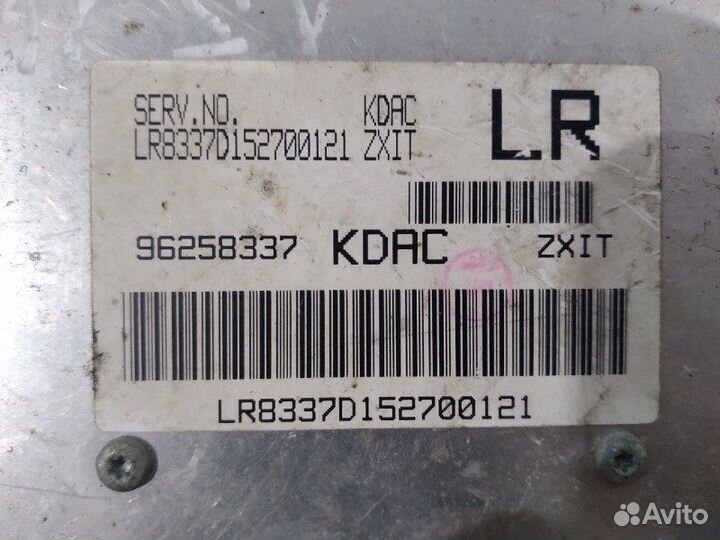 SERV.NO. KDAC LR
LR8337D152700121 ZXIT
96258337 KDAC ZXIT
LR8337D152700121
Avito